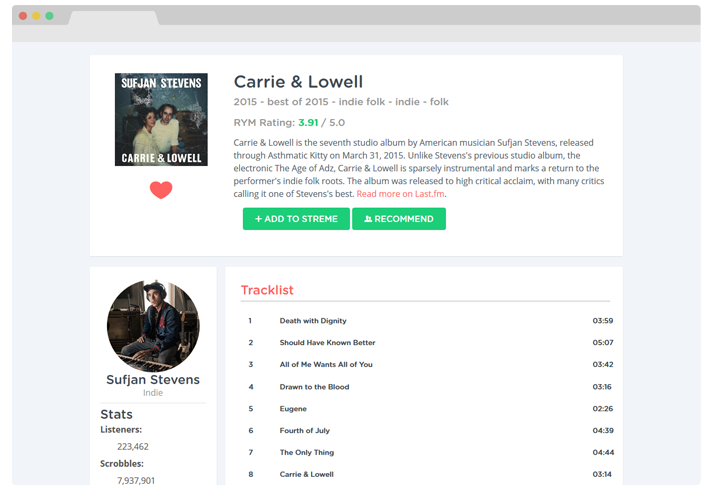 SUFJAN STEVENS
CARRIE & LOWELL
Carrie & Lowell
2015 - best of 2015 - indie folk - indie - folk
RYM Rating: 3.91 / 5.0
Carrie & Lowell is the seventh studio album by American musician Sufjan Stevens, released
through Asthmatic Kitty on March 31, 2015. Unlike Stevens's previous studio album, the
electronic The Age of Adz, Carrie & Lowell is sparsely instrumental and marks a return to the
performer's indie folk roots. The album was released to high critical acclaim, with many critics
calling it one of Stevens's best. Read more on Last.fm.
+ ADD TO STREME
RECOMMEND
Sufjan Stevens
Indie
Stats
Listeners:
223,462
Scrobbles:
7,937,901
Tracklist
1 Death with Dignity 03:59
2 Should Have Known Better 05:07
3 All of Me Wants All of You 03:42
4 Drawn to the Blood 03:16
5 Eugene 02:26
6 Fourth of July 04:39
7 The Only Thing 04:44
8 Carrie & Lowell 03:14